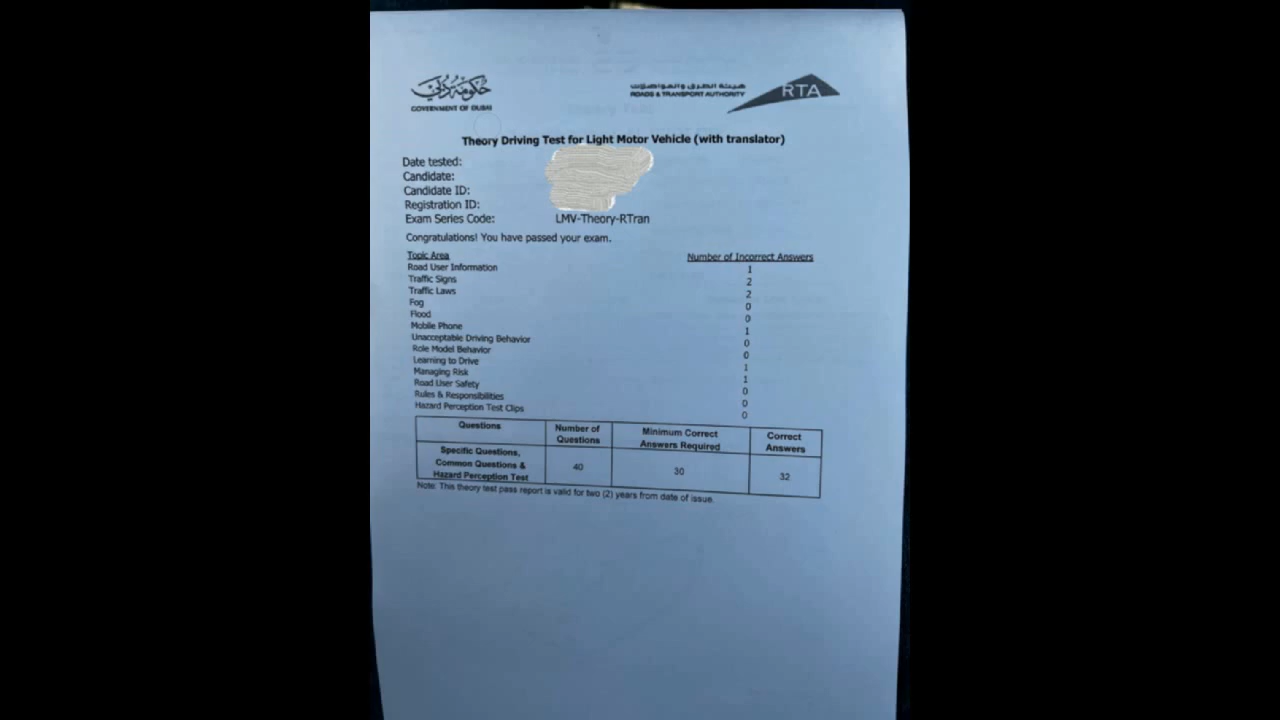 حكومة دبي
GOVERNMENT OF DUBAI
هيئة الطرق والمواصلات
ROADS & TRANSPORT AUTHORITY
RTA
Theory Driving Test for Light Motor Vehicle (with translator)
Date tested:
Candidate:
Candidate ID:
Registration ID:
Exam Series Code: LMV-Theory-RTran
Congratulations! You have passed your exam.
Topic Area Number of Incorrect Answers
Road User Information 1
Traffic Signs 2
Traffic Laws 2
Fog 0
Flood 0
Mobile Phone 1
Unacceptable Driving Behavior 0
Role Model Behavior 0
Learning to Drive 1
Managing Risk 1
Road User Safety 0
Rules & Responsibilities 0
Hazard Perception Test Clips 0
Questions Number of Questions Minimum Correct Answers Required Correct Answers
Specific Questions,
Common Questions & 40 30 32
Hazard Perception Test
Note: This theory test pass report is valid for two (2) years from date of issue.